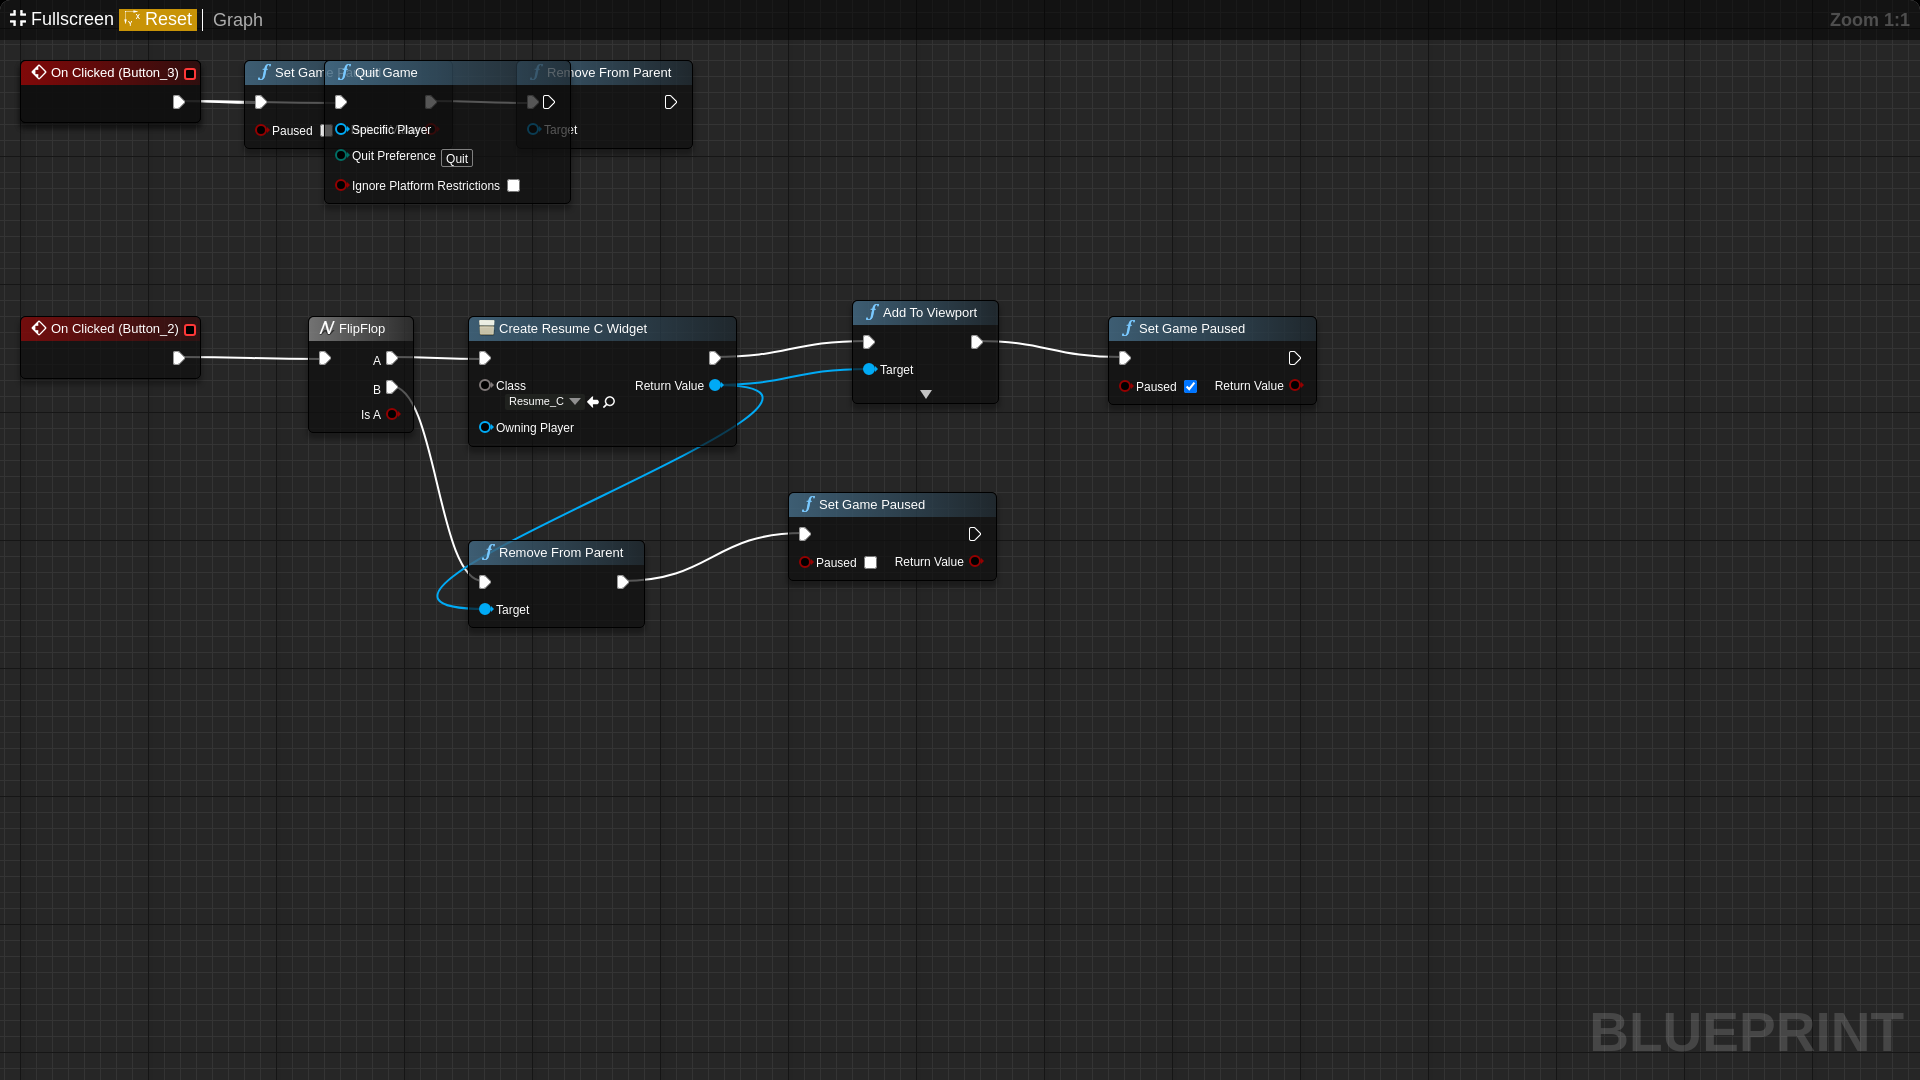 Fullscreen Reset Graph Zoom 1:1
On Clicked (Button_3)
Set Game
Quit Game
Remove From Parent
Paused
Specific Player
Target
Quit Preference Quit
Ignore Platform Restrictions
On Clicked (Button_2)
FlipFlop
A
B
Is A
Create Resume C Widget
Class
Return Value
Resume_C
Owning Player
Add To Viewport
Target
Set Game Paused
Paused
Return Value
Set Game Paused
Paused
Return Value
Remove From Parent
Target
BLUEPRINT